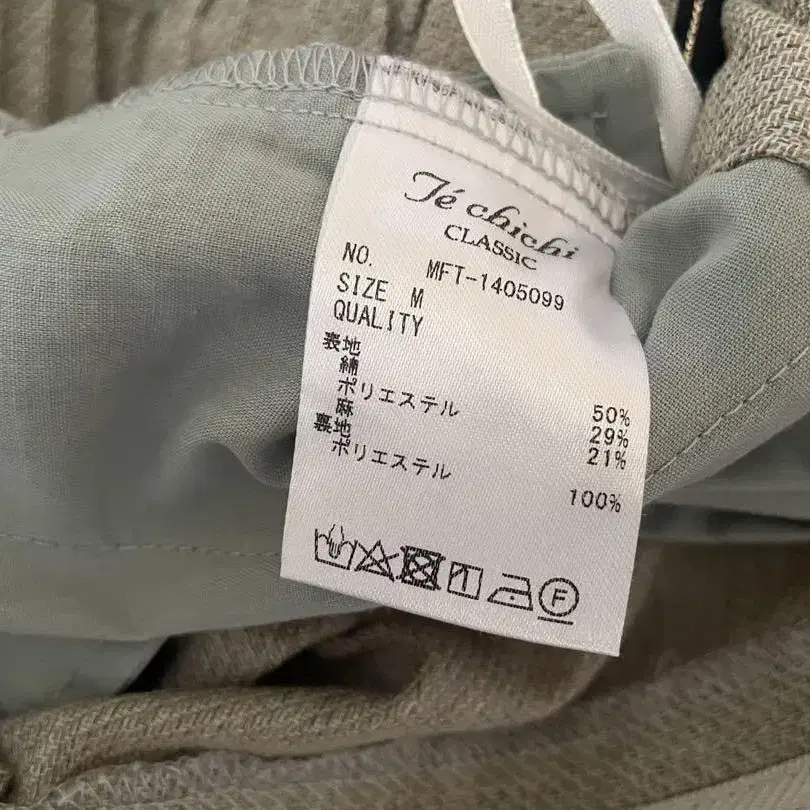 Té chichi
CLASSIC
NO. MFT-1405099
SIZE M
QUALITY
表地
綿 50%
ポリエステル 29%
麻 21%
裏地
ポリエステル 100%
F